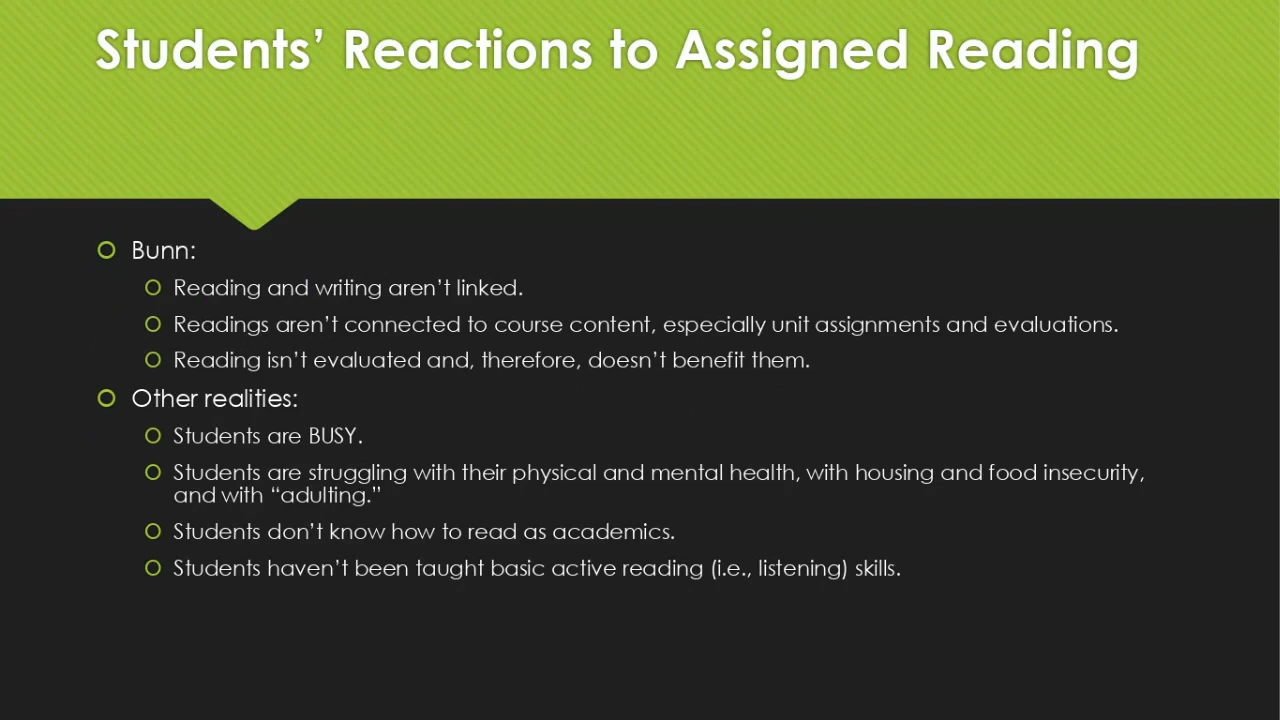 Students’ Reactions to Assigned Reading
Bunn:
Reading and writing aren’t linked.
Readings aren’t connected to course content, especially unit assignments and evaluations.
Reading isn’t evaluated and, therefore, doesn’t benefit them.
Other realities:
Students are BUSY.
Students are struggling with their physical and mental health, with housing and food insecurity,
and with “adulting.”
Students don’t know how to read as academics.
Students haven’t been taught basic active reading (i.e., listening) skills.